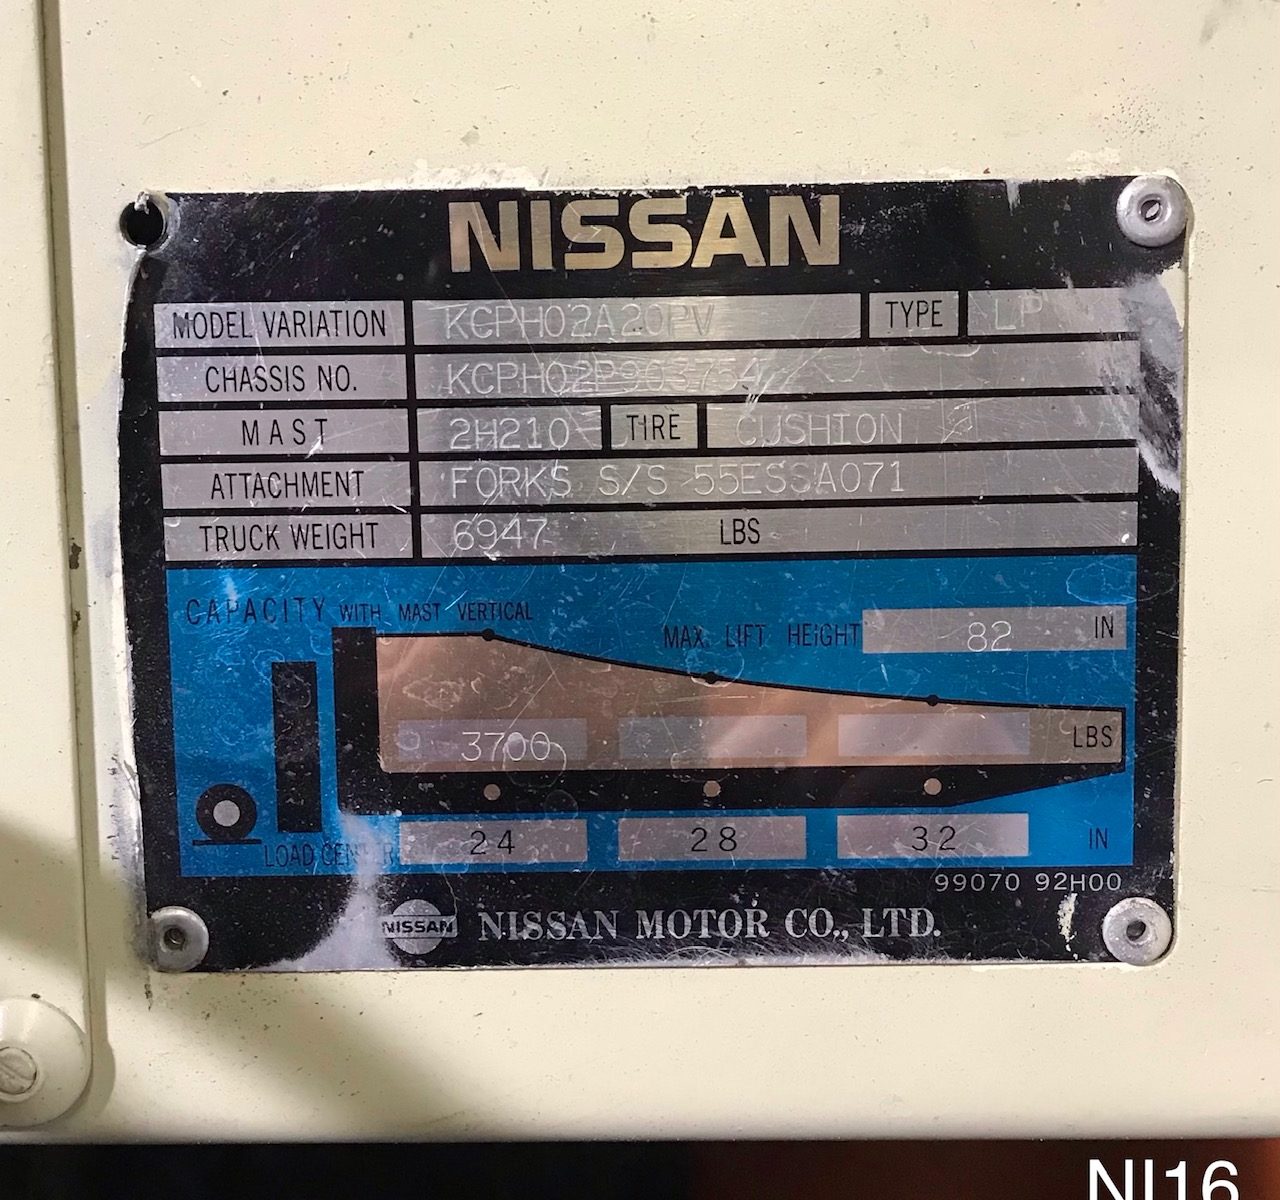 NISSAN
MODEL VARIATION KCPH02A20PV TYPE LP
CHASSIS NO. KCPH02P903754
MAST 2H210 TIRE CUSHION
ATTACHMENT FORKS S/S 55ESSA071
TRUCK WEIGHT 6947 LBS
CAPACITY WITH MAST VERTICAL
MAX. LIFT HEIGHT 82 IN
3700 LBS
LOAD CENTER 24 28 32 IN
99070 92H00
NISSAN NISSAN MOTOR CO., LTD.
NI16